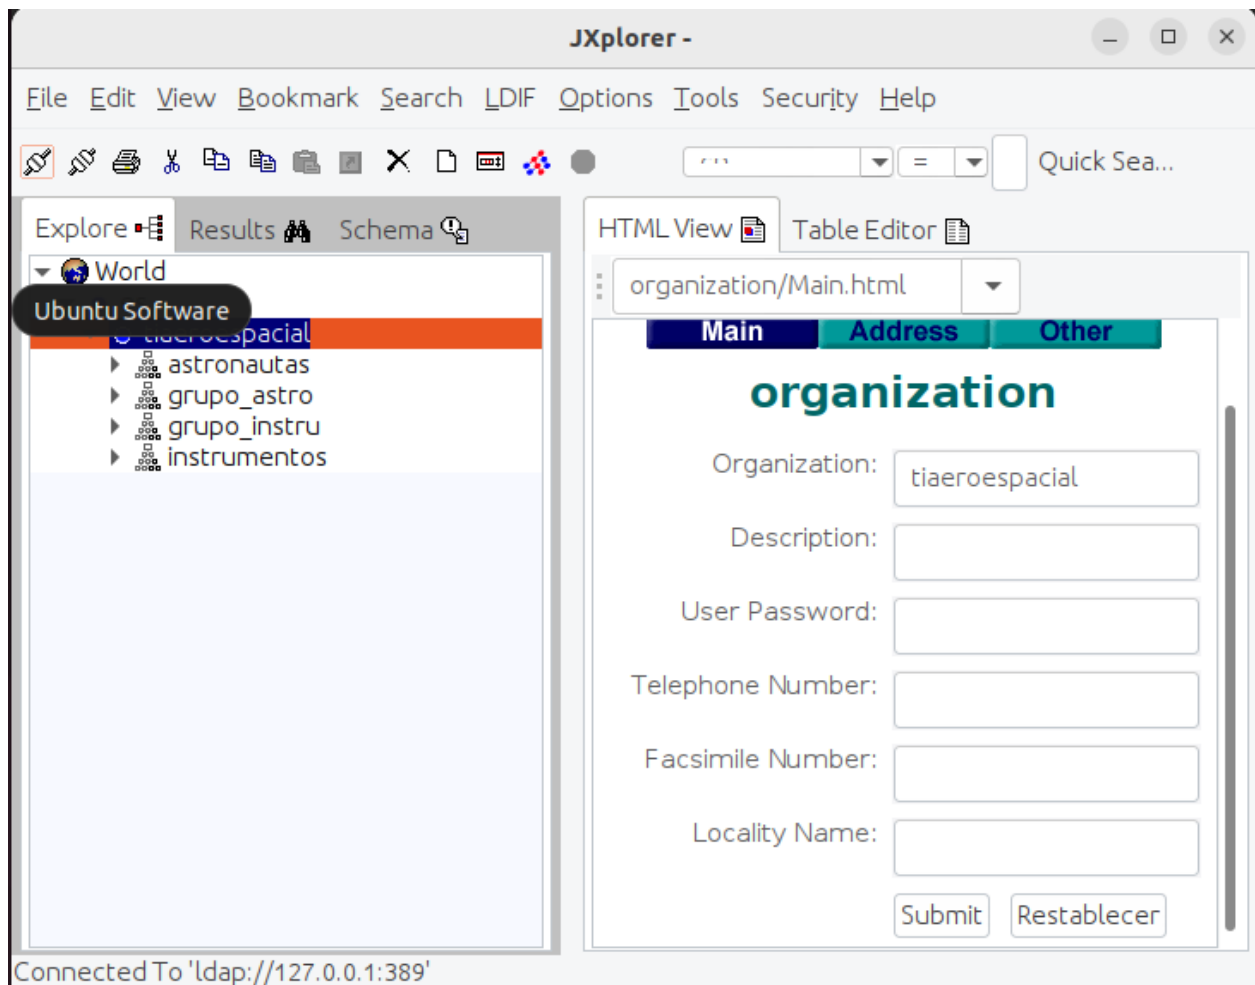 JXplorer -
File Edit View Bookmark Search LDIF Options Tools Security Help
= Quick Sea...
Explore Results Schema
HTML View Table Editor
World
organization/Main.html
Ubuntu Software
tiaeroespacial
Main Address Other
astronautas
grupo_astro
grupo_instru
instrumentos
organization
Organization: tiaeroespacial
Description:
User Password:
Telephone Number:
Facsimile Number:
Locality Name:
Submit Restablecer
Connected To 'ldap://127.0.0.1:389'